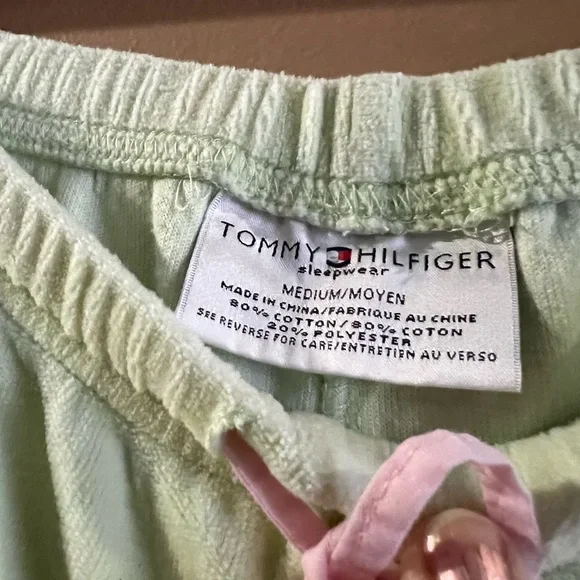 TOMMY HILFIGER
sleepwear
MEDIUM/MOYEN
MADE IN CHINA/FABRIQUE AU CHINE
80% COTTON/80% COTON
20% POLYESTER
SEE REVERSE FOR CARE/ENTRETIEN AU VERSO